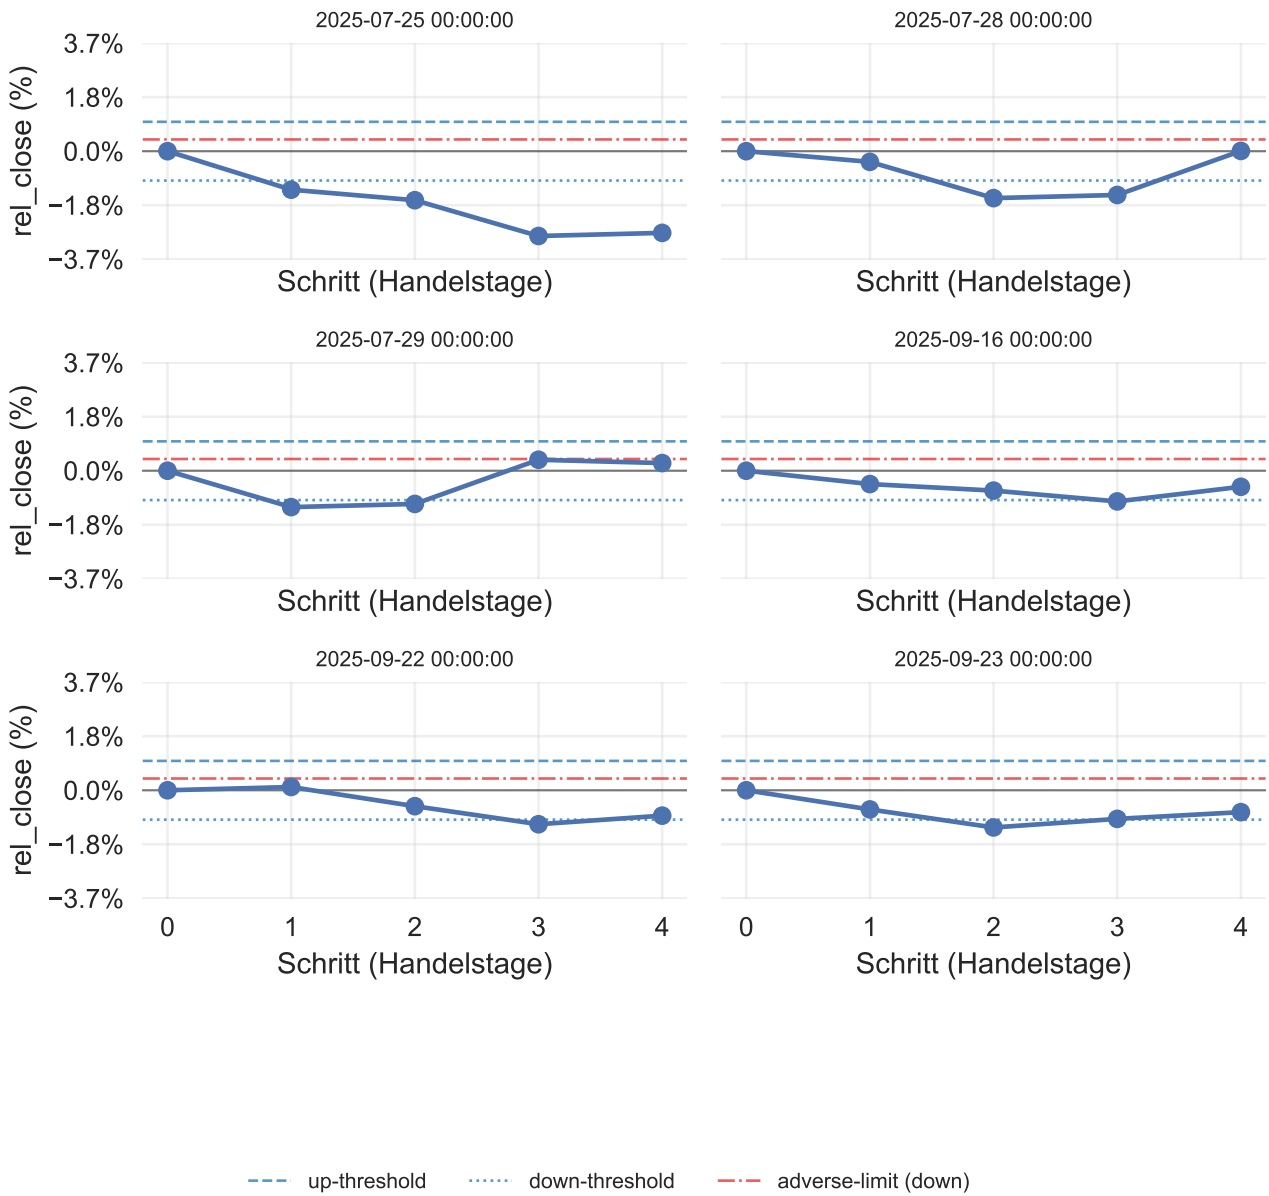 2025-07-25 00:00:00
2025-07-28 00:00:00
3.7%
1.8%
0.0%
−1.8%
−3.7%
rel_close (%)
Schritt (Handelstage)
Schritt (Handelstage)
2025-07-29 00:00:00
2025-09-16 00:00:00
3.7%
1.8%
0.0%
−1.8%
−3.7%
rel_close (%)
Schritt (Handelstage)
Schritt (Handelstage)
2025-09-22 00:00:00
2025-09-23 00:00:00
3.7%
1.8%
0.0%
−1.8%
−3.7%
rel_close (%)
0 1 2 3 4
0 1 2 3 4
Schritt (Handelstage)
Schritt (Handelstage)
up-threshold down-threshold adverse-limit (down)